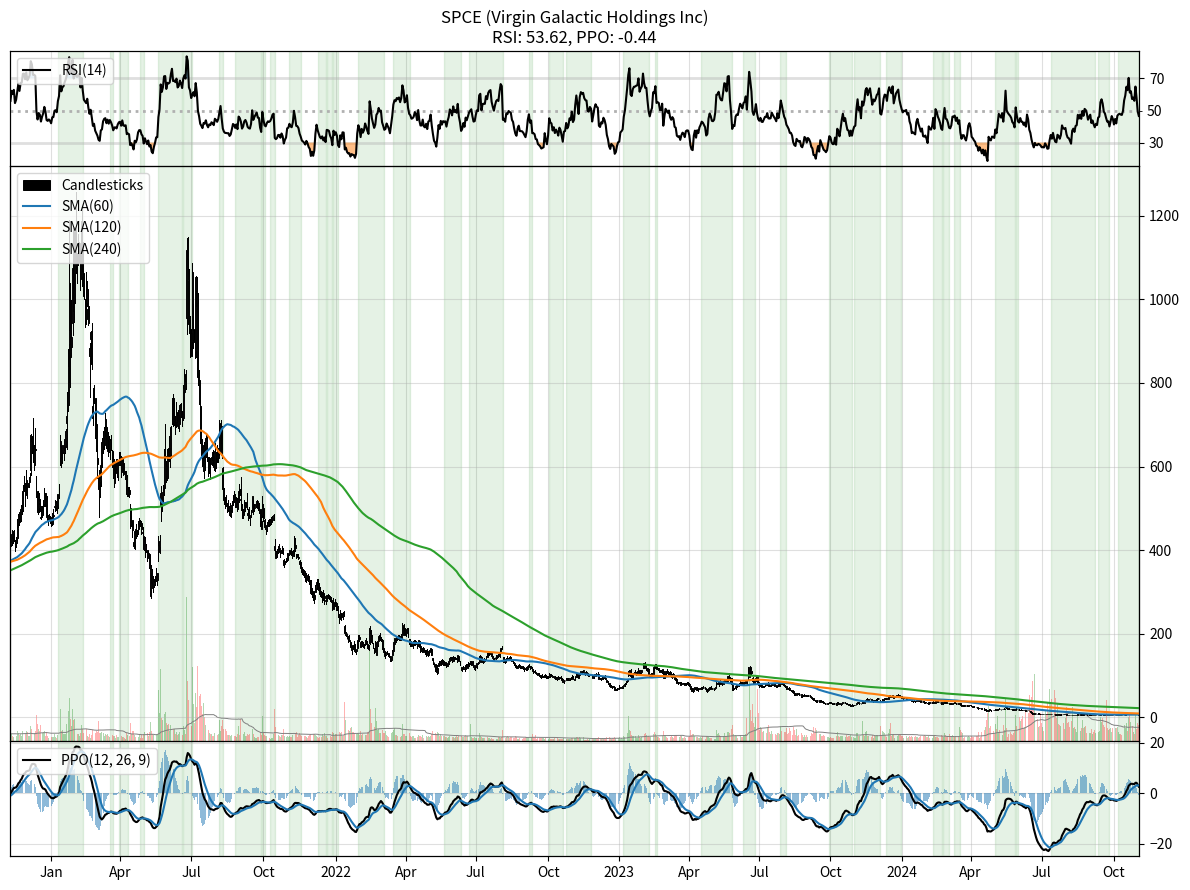 SPCE (Virgin Galactic Holdings Inc)
RSI: 53.62, PPO: -0.44
RSI(14)
70
50
30
Candlesticks
SMA(60)
SMA(120)
SMA(240)
1200
1000
800
600
400
200
0
PPO(12, 26, 9)
20
0
−20
Jan Apr Jul Oct 2022 Apr Jul Oct 2023 Apr Jul Oct 2024 Apr Jul Oct